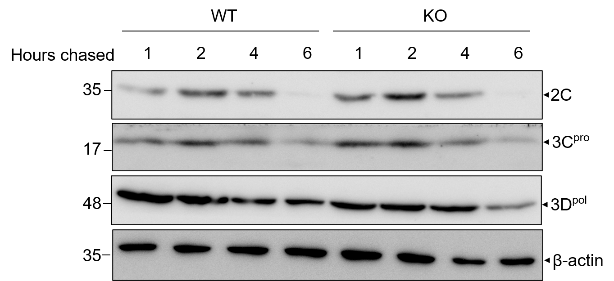 WT KO
Hours chased 1 2 4 6 1 2 4 6
35 2C
17 3Cpro
48 3Dpol
35 β-actin